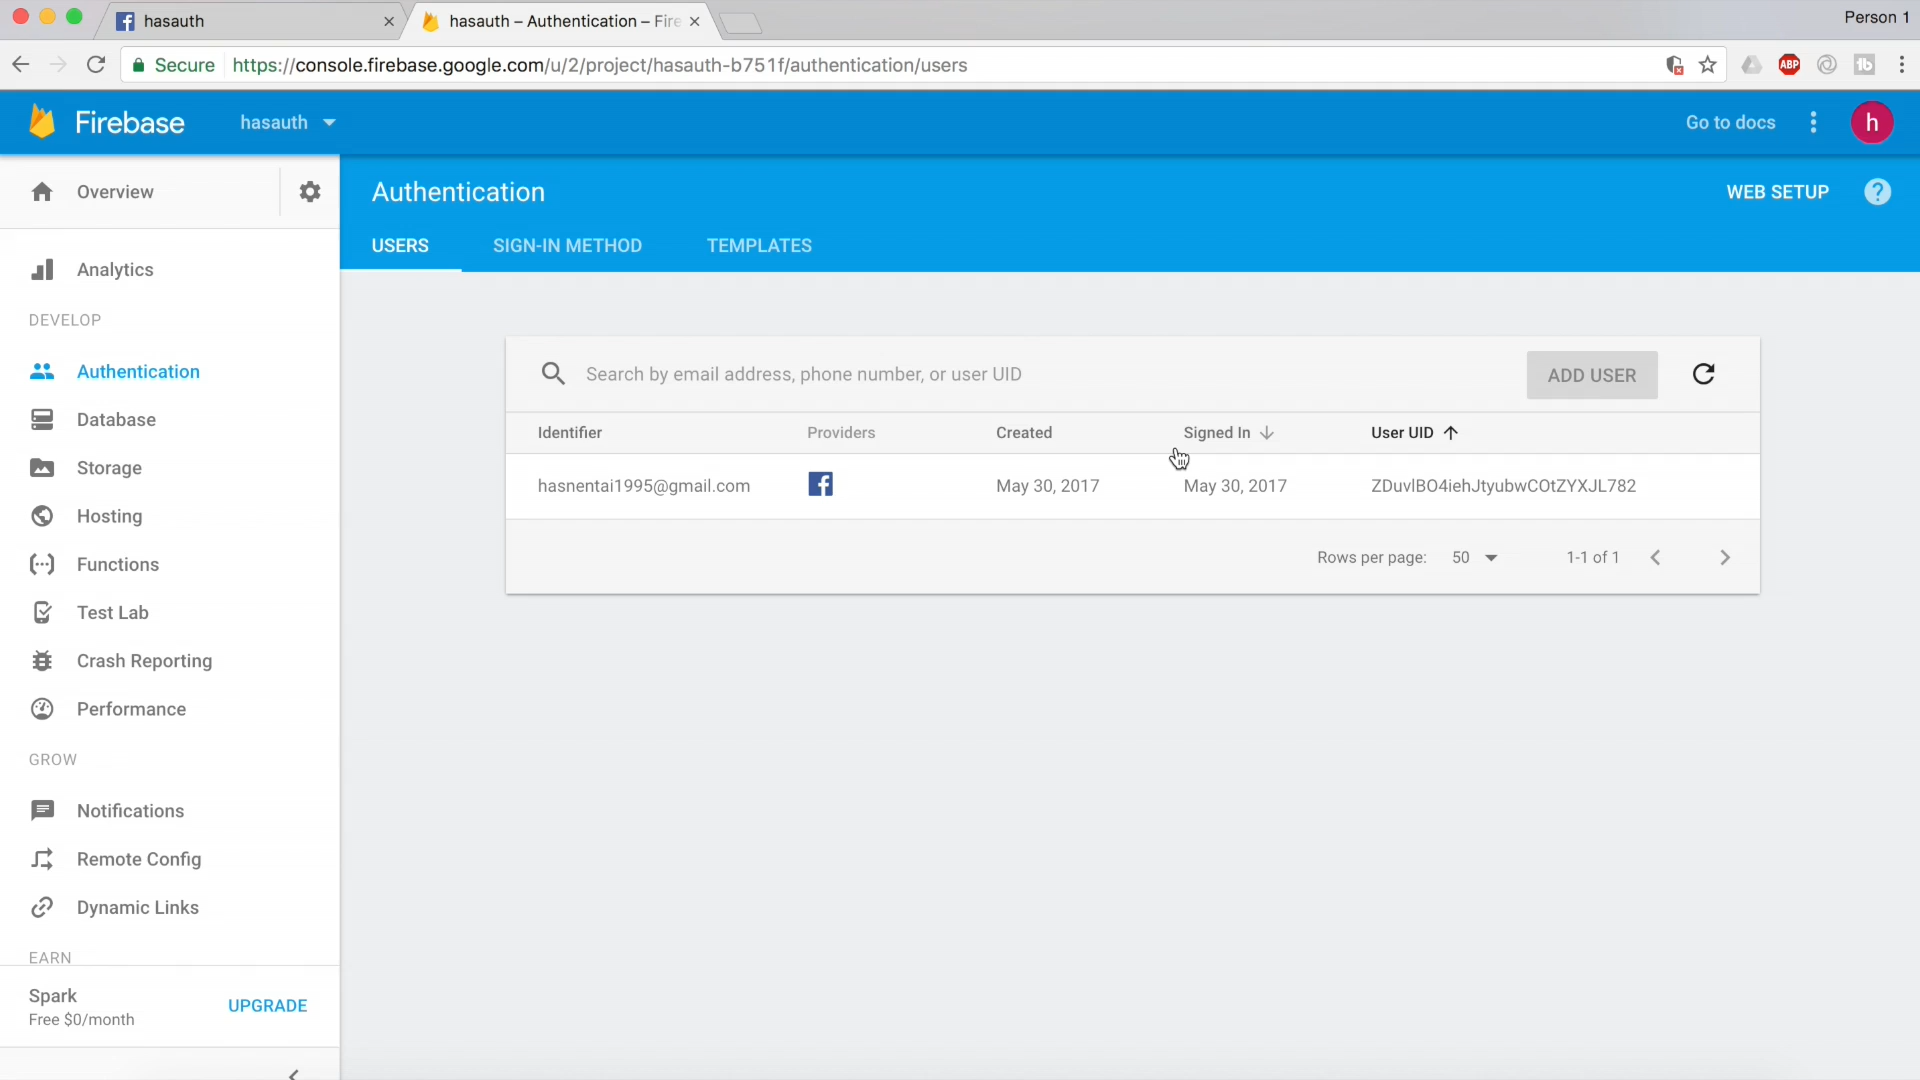 hasauth
hasauth – Authentication – Fire
Person 1
Secure
https://console.firebase.google.com/u/2/project/hasauth-b751f/authentication/users
ABP
Firebase
hasauth
Go to docs
h
Overview
Authentication
WEB SETUP
?
USERS
SIGN-IN METHOD
TEMPLATES
Analytics
DEVELOP
Authentication
Database
Storage
Hosting
Functions
Test Lab
Crash Reporting
Performance
GROW
Notifications
Remote Config
Dynamic Links
EARN
Spark
Free $0/month
UPGRADE
Search by email address, phone number, or user UID
ADD USER
Identifier
Providers
Created
Signed In
User UID
hasnentai1995@gmail.com
May 30, 2017
May 30, 2017
ZDuvlBO4iehJtyubwCOtZYXJL782
Rows per page:
50
1-1 of 1